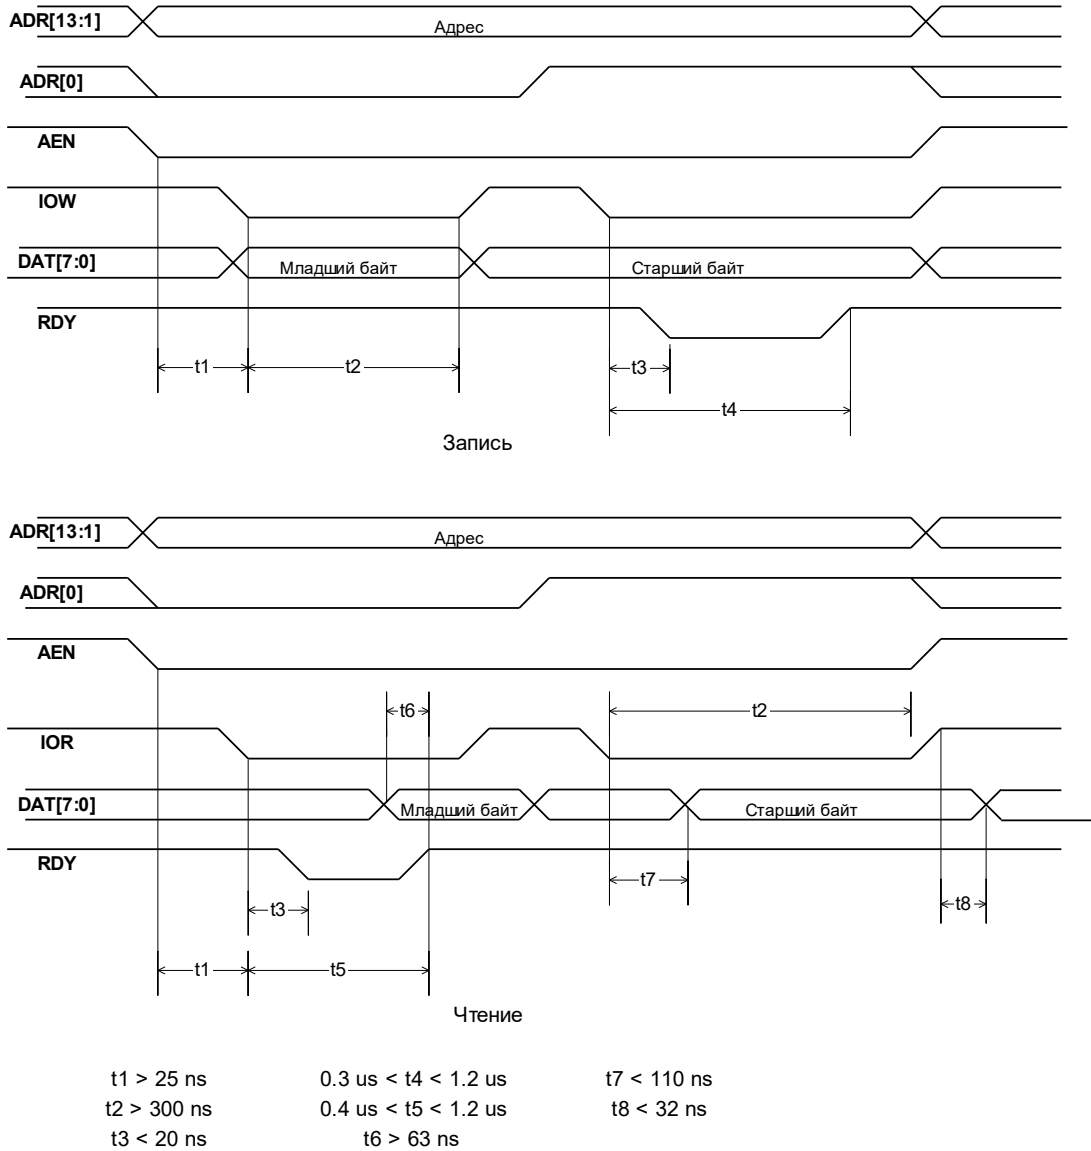 ADR[13:1]
Адрес
ADR[0]
AEN
IOW
DAT[7:0]
Младший байт
Старший байт
RDY
t1
t2
t3
t4
Запись
ADR[13:1]
Адрес
ADR[0]
AEN
t6
t2
IOR
DAT[7:0]
Младший байт
Старший байт
RDY
t7
t3
t8
t1
t5
Чтение
t1 > 25 ns 0.3 us < t4 < 1.2 us t7 < 110 ns
t2 > 300 ns 0.4 us < t5 < 1.2 us t8 < 32 ns
t3 < 20 ns t6 > 63 ns